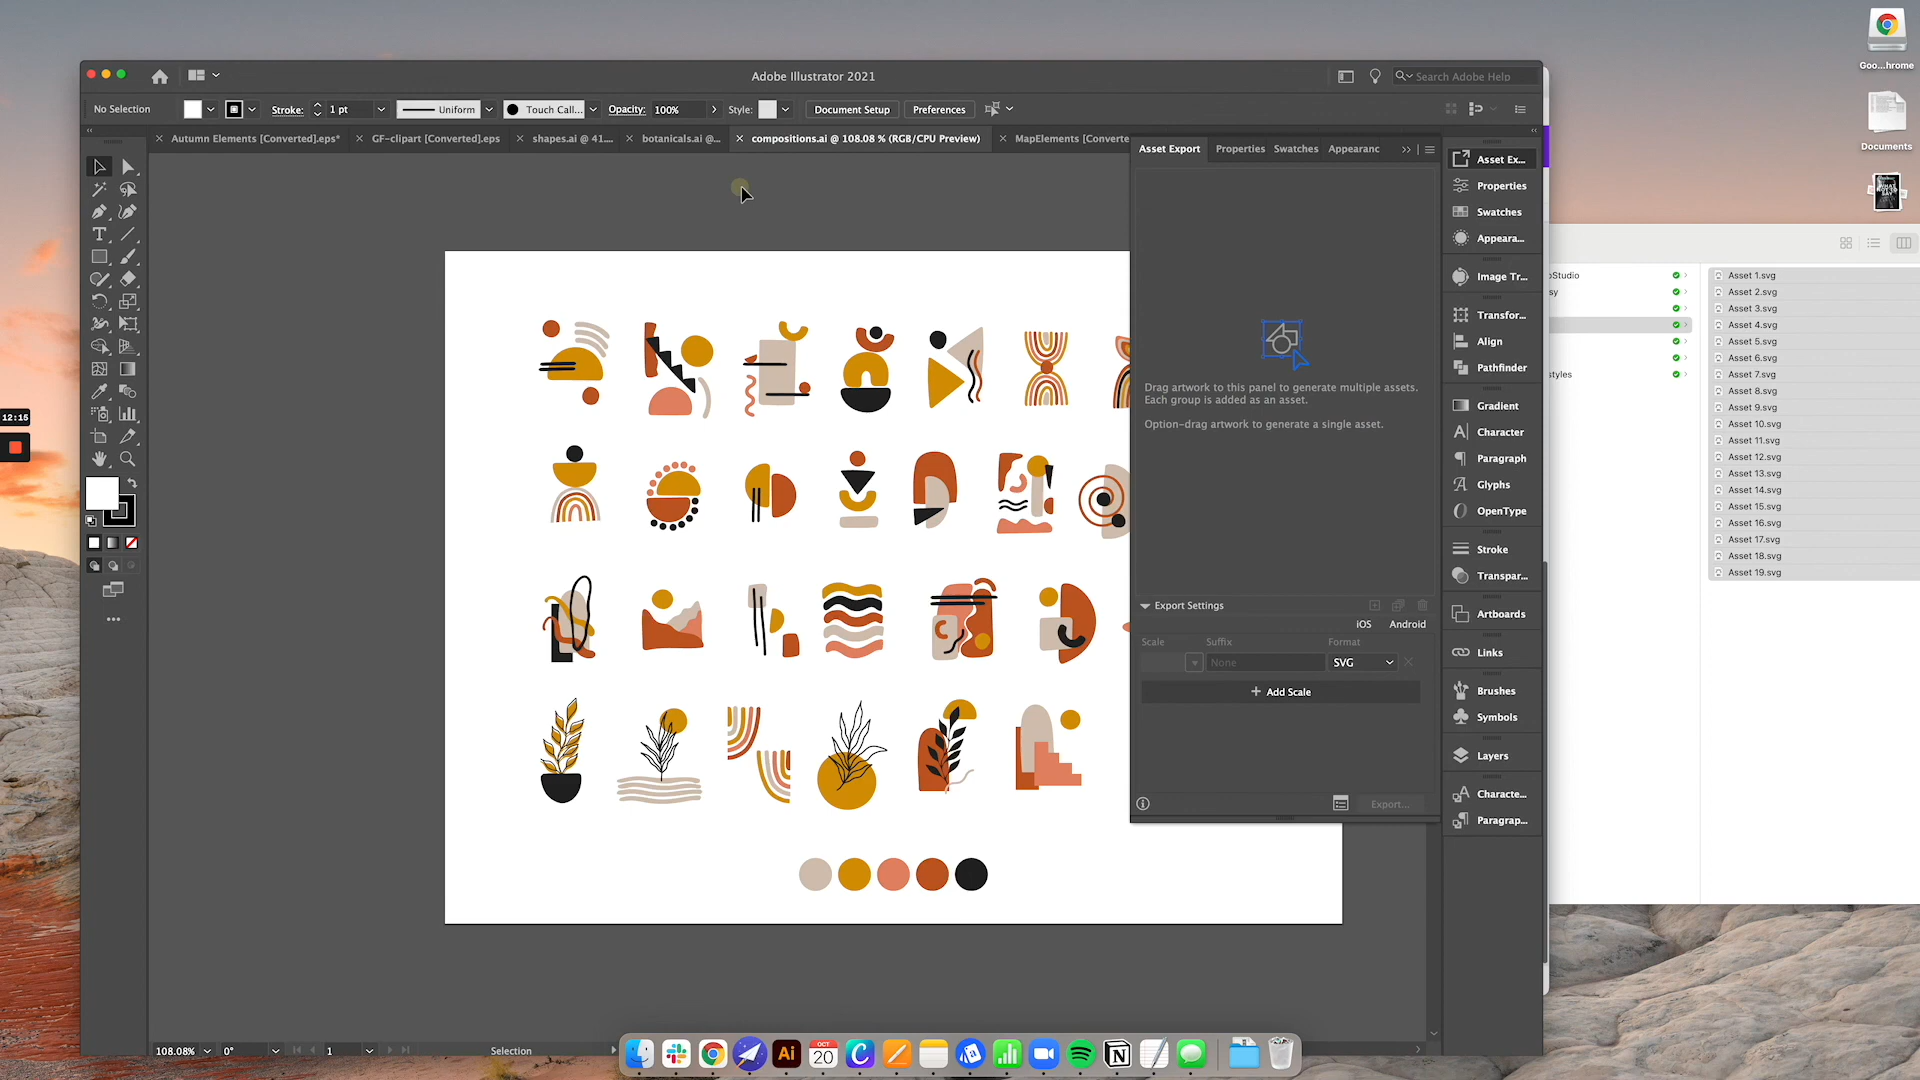 Goo...hrome
Adobe Illustrator 2021
Search Adobe Help
No Selection
Stroke:
1 pt
Uniform
Touch Call...
Opacity:
100%
Style:
Document Setup
Preferences
Documents
Autumn Elements [Converted].eps*
GF-clipart [Converted].eps
shapes.ai @ 41....
botanicals.ai @...
compositions.ai @ 108.08 % (RGB/CPU Preview)
MapElements [Converte
Asset Export
Properties
Swatches
Appearanc
Asset Ex...
Properties
Swatches
Appeara...
Image Tr...
Transfor...
Align
Pathfinder
Gradient
Character
Paragraph
Glyphs
OpenType
Stroke
Transpar...
Artboards
Links
Brushes
Symbols
Layers
Characte...
Paragrap...
Drag artwork to this panel to generate multiple assets.
Each group is added as an asset.
Option-drag artwork to generate a single asset.
Export Settings
iOS
Android
Scale
Suffix
Format
None
SVG
+ Add Scale
Export...
12:15
oStudio
sy
styles
Asset 1.svg
Asset 2.svg
Asset 3.svg
Asset 4.svg
Asset 5.svg
Asset 6.svg
Asset 7.svg
Asset 8.svg
Asset 9.svg
Asset 10.svg
Asset 11.svg
Asset 12.svg
Asset 13.svg
Asset 14.svg
Asset 15.svg
Asset 16.svg
Asset 17.svg
Asset 18.svg
Asset 19.svg
108.08%
0°
1
Selection
Ai
OCT
20